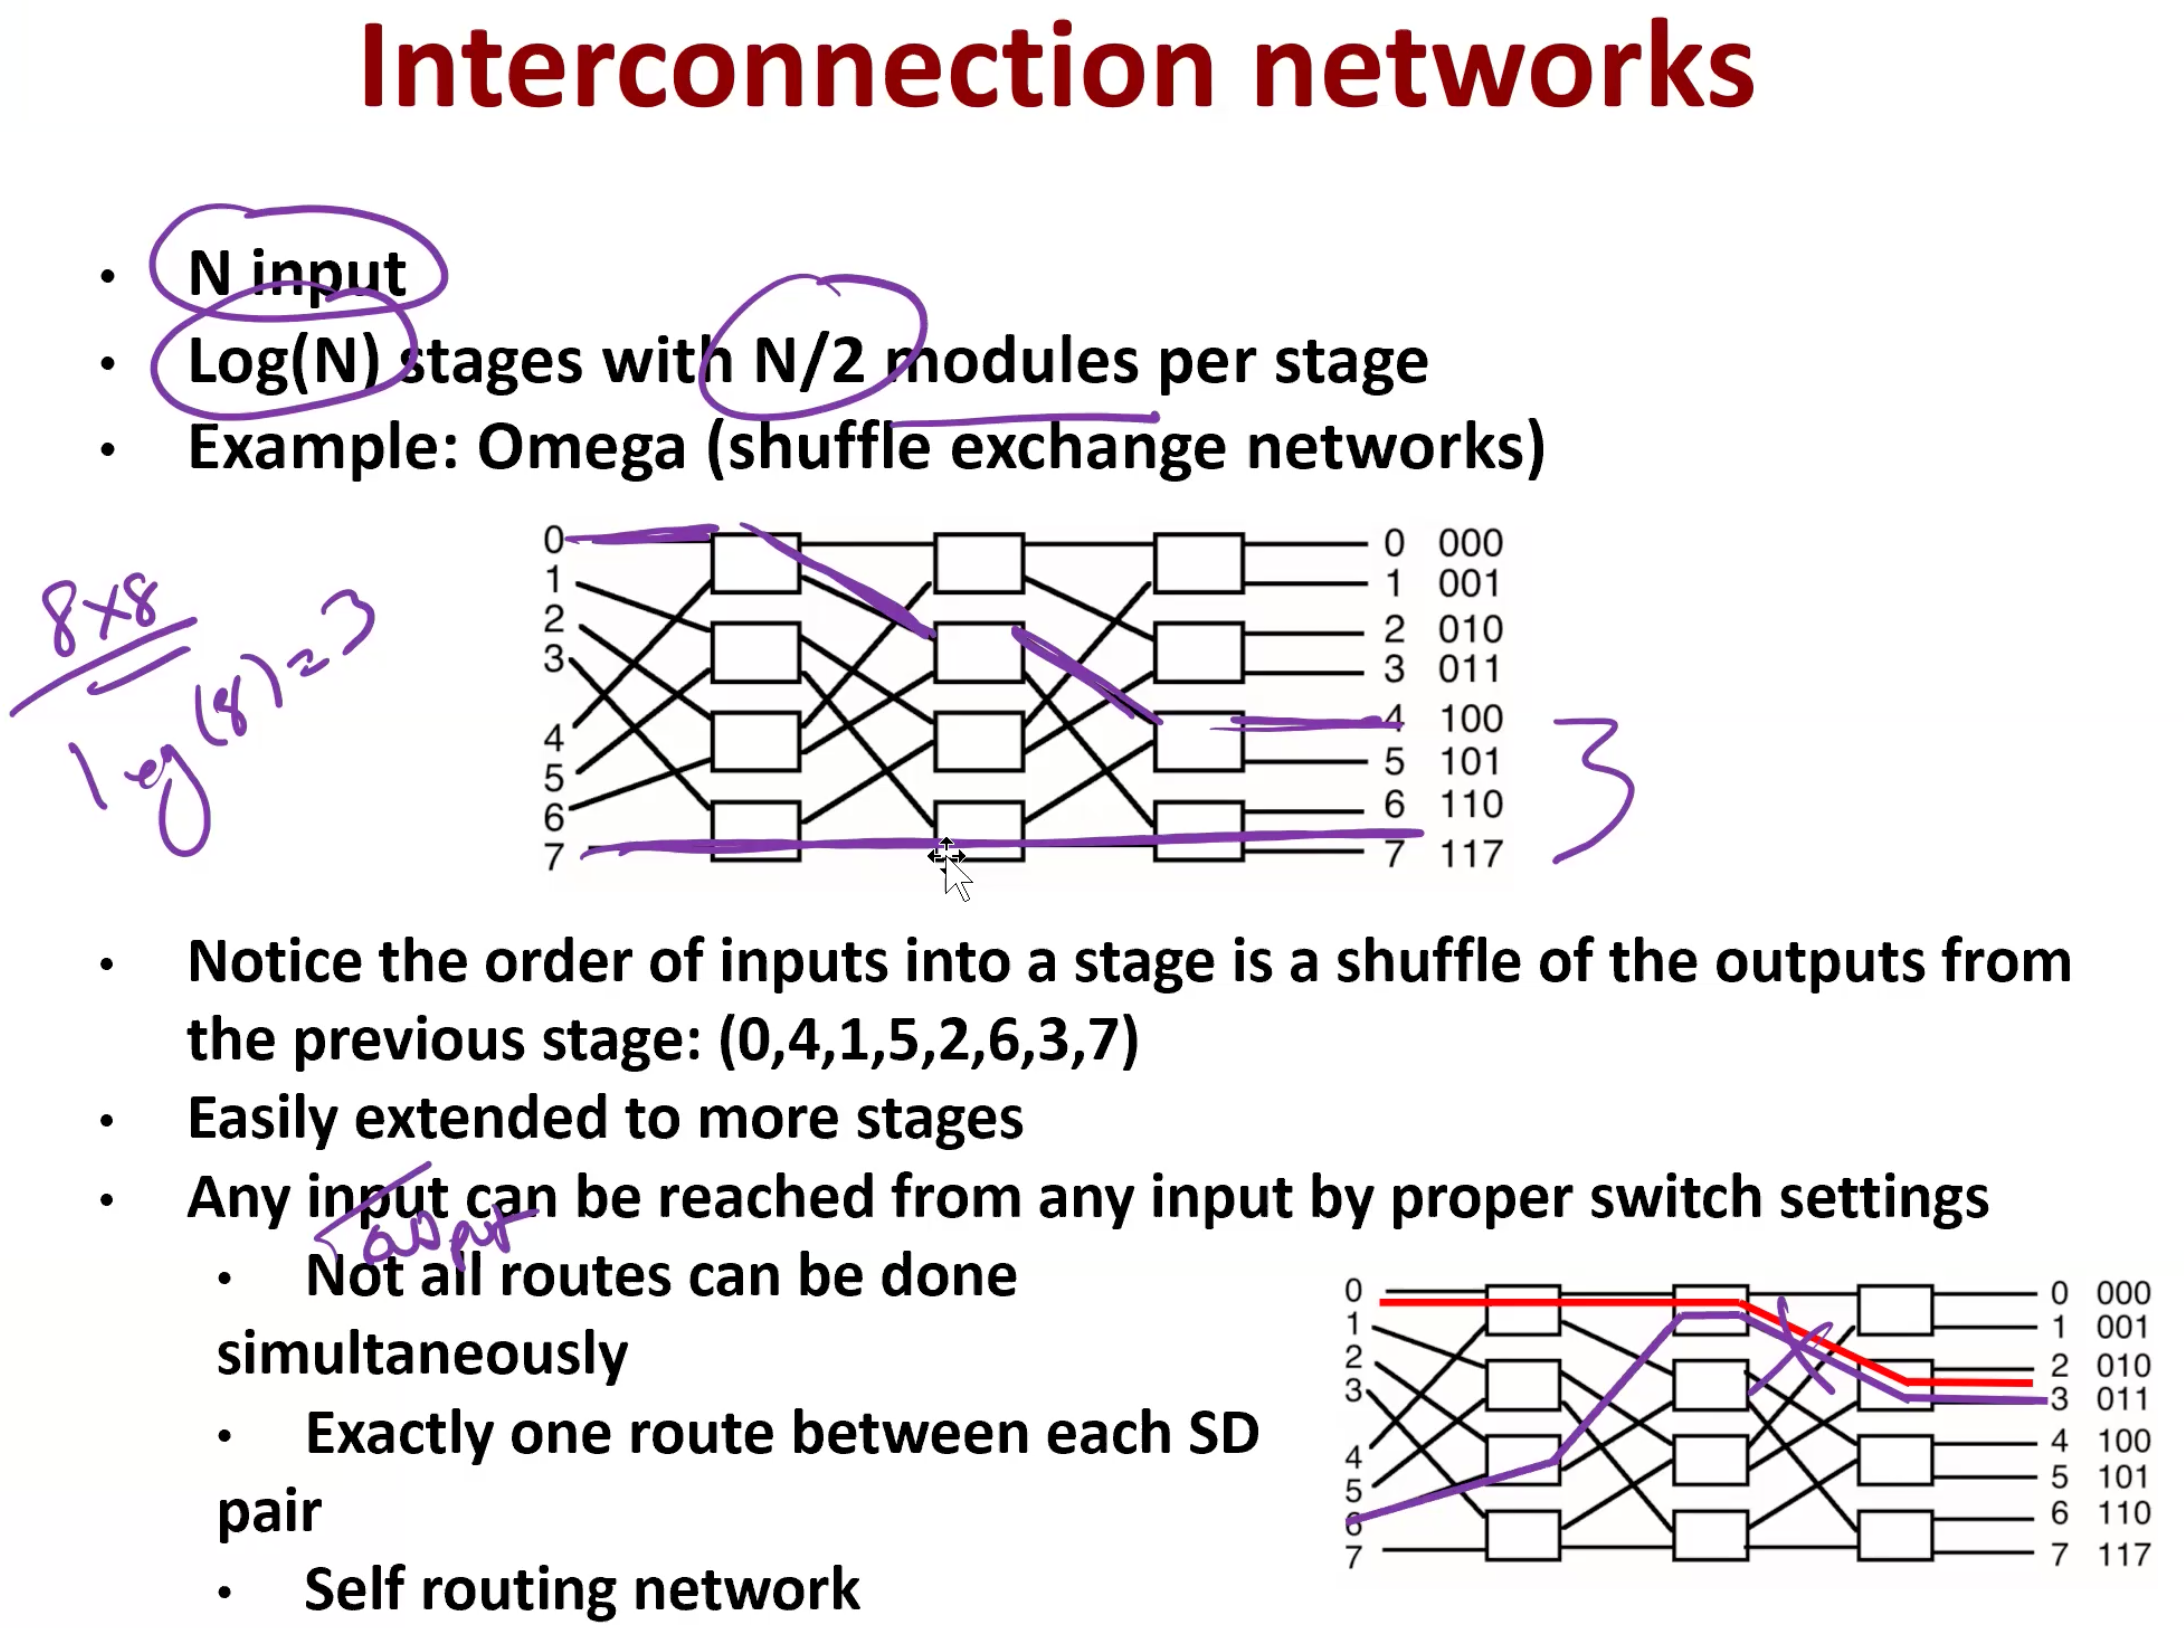 Interconnection networks
• N input
• Log(N) stages with N/2 modules per stage
• Example: Omega (shuffle exchange networks)
8x8
log(8)=3
0 0 000
1 1 001
2 2 010
3 3 011
4 4 100
5 5 101
6 6 110
7 7 117
3
• Notice the order of inputs into a stage is a shuffle of the outputs from
the previous stage: (0,4,1,5,2,6,3,7)
• Easily extended to more stages
• Any input can be reached from any input by proper switch settings
output
• Not all routes can be done
simultaneously
• Exactly one route between each SD
pair
• Self routing network
0 0 000
1 1 001
2 2 010
3 3 011
4 4 100
5 5 101
6 6 110
7 7 117